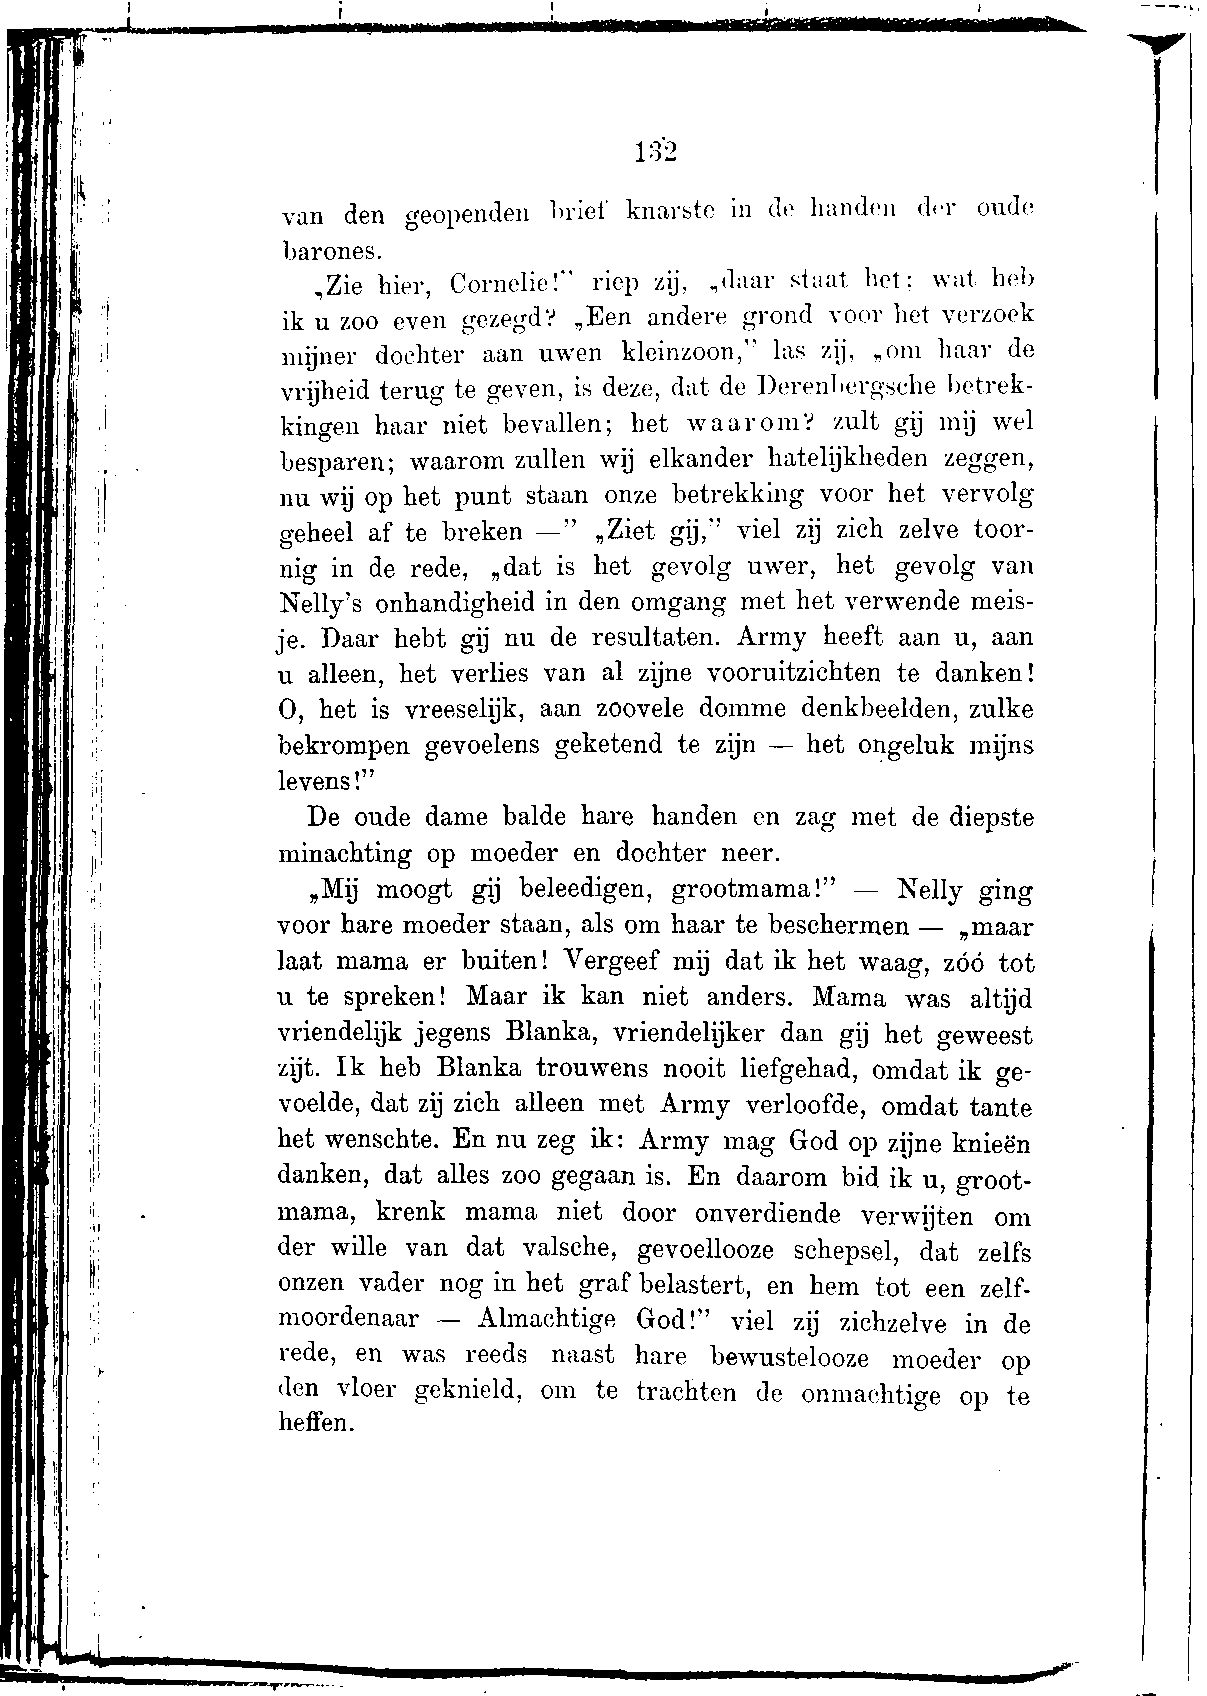 132
van den geopenden brief knarste in de handen der oude
barones.
„Zie hier, Cornelie!” riep zij, „daar staat het: wat heb
ik u zoo even gezegd? „Een andere grond voor het verzoek
mijner dochter aan uwen kleinzoon,” las zij, „om haar de
vrijheid terug te geven, is deze, dat de Derenbergsche betrek-
kingen haar niet bevallen; het waarom? zult gij mij wel
besparen; waarom zullen wij elkander hatelijkheden zeggen,
nu wij op het punt staan onze betrekking voor het vervolg
geheel af te breken —” „Ziet gij,” viel zij zich zelve toor-
nig in de rede, „dat is het gevolg uwer, het gevolg van
Nelly’s onhandigheid in den omgang met het verwende meis-
je. Daar hebt gij nu de resultaten. Army heeft aan u, aan
u alleen, het verlies van al zijne vooruitzichten te danken!
O, het is vreeselijk, aan zoovele domme denkbeelden, zulke
bekrompen gevoelens geketend te zijn — het ongeluk mijns
levens!”
De oude dame balde hare handen en zag met de diepste
minachting op moeder en dochter neer.
„Mij moogt gij beleedigen, grootmama!” — Nelly ging
voor hare moeder staan, als om haar te beschermen — „maar
laat mama er buiten! Vergeef mij dat ik het waag, zóó tot
u te spreken! Maar ik kan niet anders. Mama was altijd
vriendelijk jegens Blanka, vriendelijker dan gij het geweest
zijt. Ik heb Blanka trouwens nooit liefgehad, omdat ik ge-
voelde, dat zij zich alleen met Army verloofde, omdat tante
het wenschte. En nu zeg ik: Army mag God op zijne knieën
danken, dat alles zoo gegaan is. En daarom bid ik u, groot-
mama, krenk mama niet door onverdiende verwijten om
der wille van dat valsche, gevoellooze schepsel, dat zelfs
onzen vader nog in het graf belastert, en hem tot een zelf-
moordenaar — Almachtige God!” viel zij zichzelve in de
rede, en was reeds naast hare bewustelooze moeder op
den vloer geknield, om te trachten de onmachtige op te
heffen.